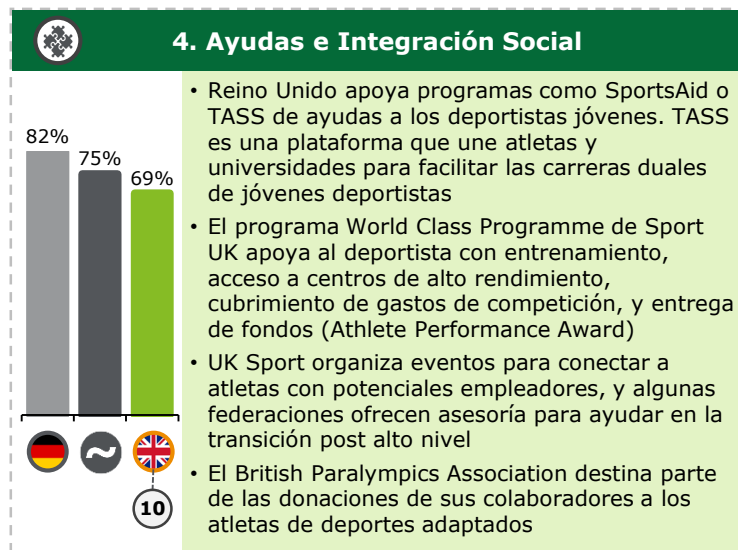 4. Ayudas e Integración Social
82%
75%
69%
~
10
• Reino Unido apoya programas como SportsAid o
TASS de ayudas a los deportistas jóvenes. TASS
es una plataforma que une atletas y
universidades para facilitar las carreras duales
de jóvenes deportistas
• El programa World Class Programme de Sport
UK apoya al deportista con entrenamiento,
acceso a centros de alto rendimiento,
cubrimiento de gastos de competición, y entrega
de fondos (Athlete Performance Award)
• UK Sport organiza eventos para conectar a
atletas con potenciales empleadores, y algunas
federaciones ofrecen asesoría para ayudar en la
transición post alto nivel
• El British Paralympics Association destina parte
de las donaciones de sus colaboradores a los
atletas de deportes adaptados